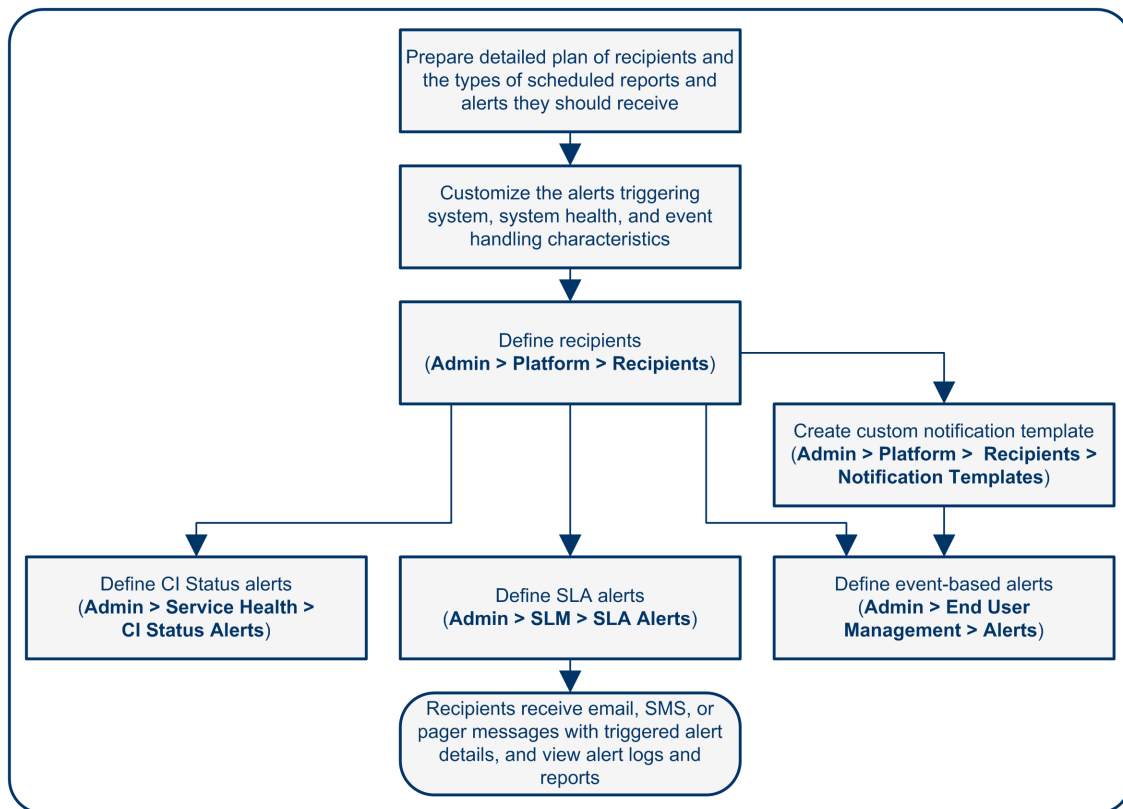 Prepare detailed plan of recipients and
the types of scheduled reports and
alerts they should receive
Customize the alerts triggering
system, system health, and event
handling characteristics
Define recipients
(Admin > Platform > Recipients)
Create custom notification template
(Admin > Platform > Recipients >
Notification Templates)
Define CI Status alerts
(Admin > Service Health >
CI Status Alerts)
Define SLA alerts
(Admin > SLM > SLA Alerts)
Define event-based alerts
(Admin > End User
Management > Alerts)
Recipients receive email, SMS, or
pager messages with triggered alert
details, and view alert logs and
reports